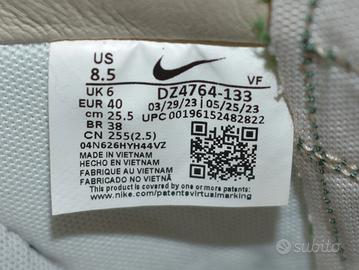 US
8.5
VF
UK 6
EUR 40
cm 25.5
BR 38
CN 255(2.5)
DZ4764-133
03/29/23 | 05/25/23
UPC 00196152482822
04N626HYH44VZ
MADE IN VIETNAM
HECHO EN VIETNAM
FABRIQUE AU VIETNAM
FABRICADO NO VIETNAM
This product is covered by one or more patents:
www.nike.com/patentsvirtualmarking
subito